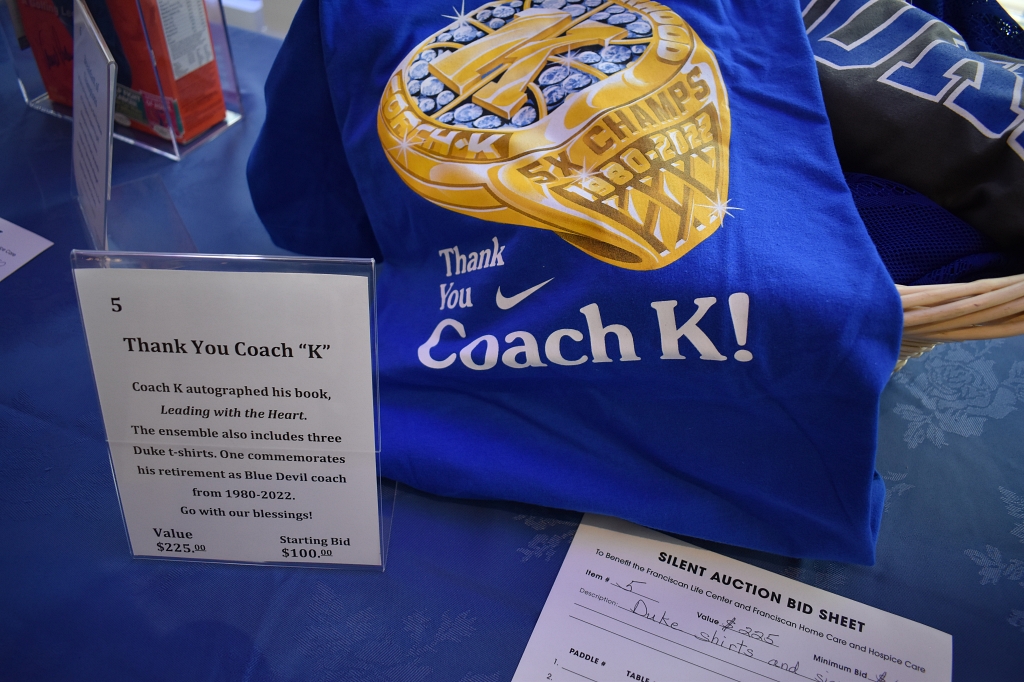 K
COACH K
5X CHAMPS
1980-2022
Thank
You
Coach K!
5
Thank You Coach “K”
Coach K autographed his book,
Leading with the Heart.
The ensemble also includes three
Duke t-shirts. One commemorates
his retirement as Blue Devil coach
from 1980-2022.
Go with our blessings!
Value
$225.00
Starting Bid
$100.00
SILENT AUCTION BID SHEET
To Benefit the Franciscan Life Center and Franciscan Home Care and Hospice Care
Item # 5 Value $225 Minimum Bid $
Description: Duke shirts and
PADDLE # TABLE
1.
2.